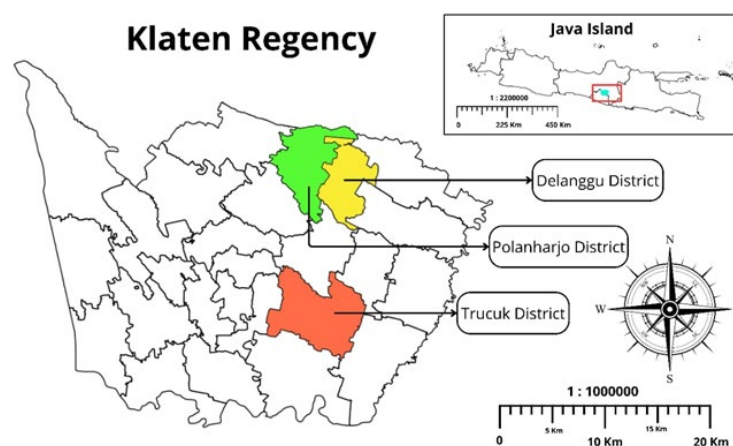 Klaten Regency
Java Island
1 : 2200000
0 225 Km 450 Km
Delanggu District
Polanharjo District
Trucuk District
N
W E
S
1 : 1000000
5 Km 15 Km
0 10 Km 20 Km